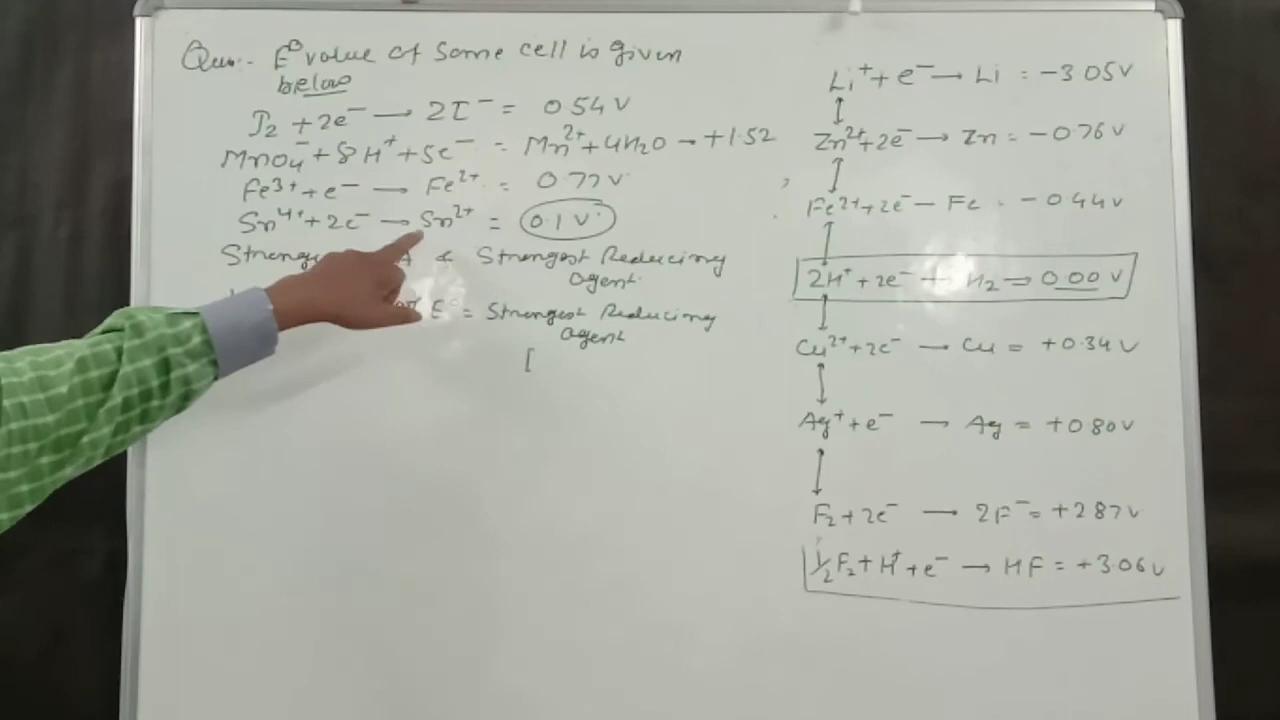 Ques:- E⁰ value of some cell is given
below
I₂ + 2e⁻ → 2I⁻ = 0.54 V
MnO₄⁻ + 8H⁺ + 5e⁻ = Mn²⁺ + 4H₂O → +1.52
Fe³⁺ + e⁻ → Fe²⁺ = 0.77 V
Sn⁴⁺ + 2e⁻ → Sn²⁺ = 0.1 V
A & Strongest Reducing
agent
E⁰ = Strongest Reducing
agent
[
Li⁺ + e⁻ → Li = -3.05 V
Zn²⁺ + 2e⁻ → Zn = -0.76 V
Fe²⁺ + 2e⁻ — Fe = -0.44 V
2H⁺ + 2e⁻ → H₂ → 0.00 V
Cu²⁺ + 2e⁻ → Cu = +0.34 V
Ag⁺ + e⁻ → Ag = +0.80 V
F₂ + 2e⁻ → 2F⁻ = +2.87 V
½F₂ + H⁺ + e⁻ → HF = +3.06 V